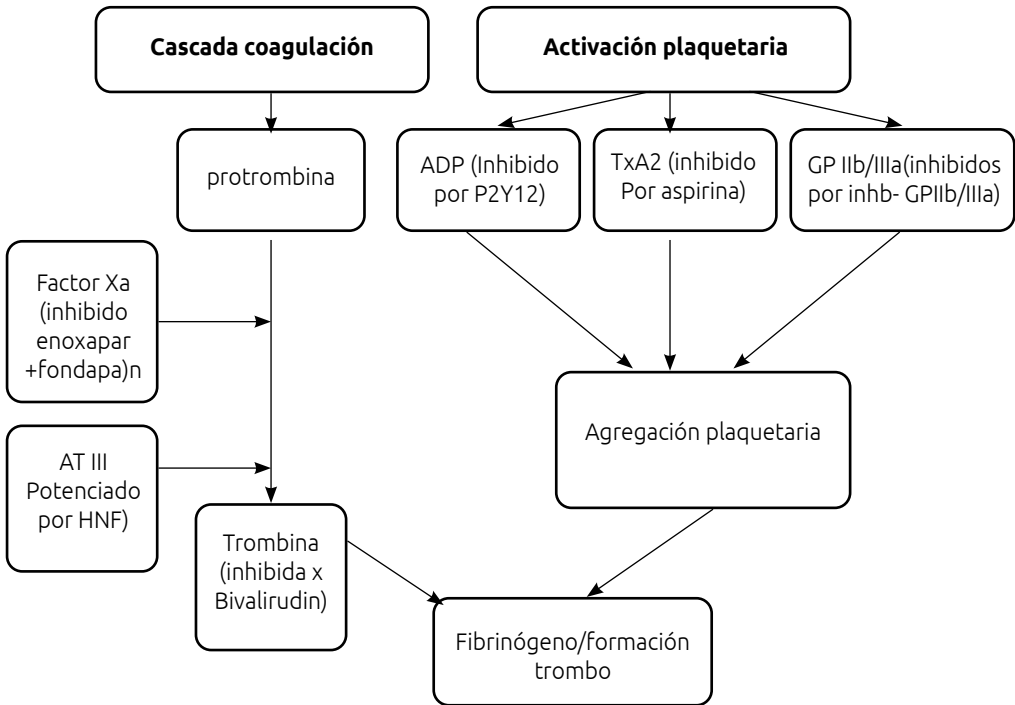 Cascada coagulación
Activación plaquetaria
protrombina
ADP (Inhibido
por P2Y12)
TxA2 (inhibido
Por aspirina)
GP IIb/IIIa(inhibidos
por inhb- GPIIb/IIIa)
Factor Xa
(inhibido
enoxapar
+fondapa)n
AT III
Potenciado
por HNF)
Agregación plaquetaria
Trombina
(inhibida x
Bivalirudin)
Fibrinógeno/formación
trombo